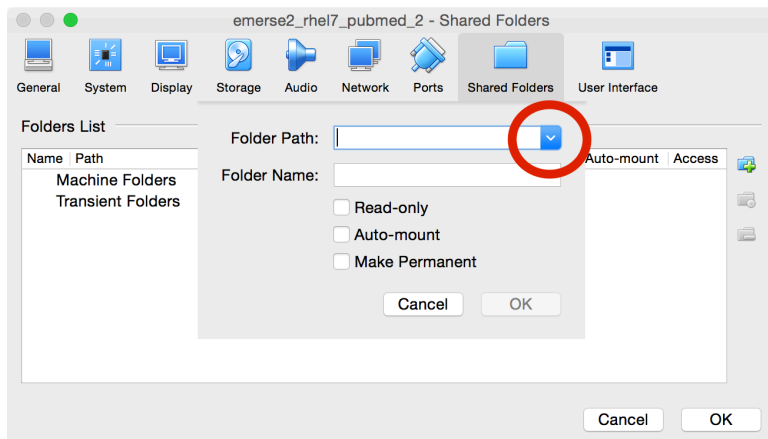 emerse2_rhel7_pubmed_2 - Shared Folders
General System Display Storage Audio Network Ports Shared Folders User Interface
Folders List
Name Path Auto-mount Access
Machine Folders
Transient Folders
Folder Path:
Folder Name:
Read-only
Auto-mount
Make Permanent
Cancel OK
Cancel OK